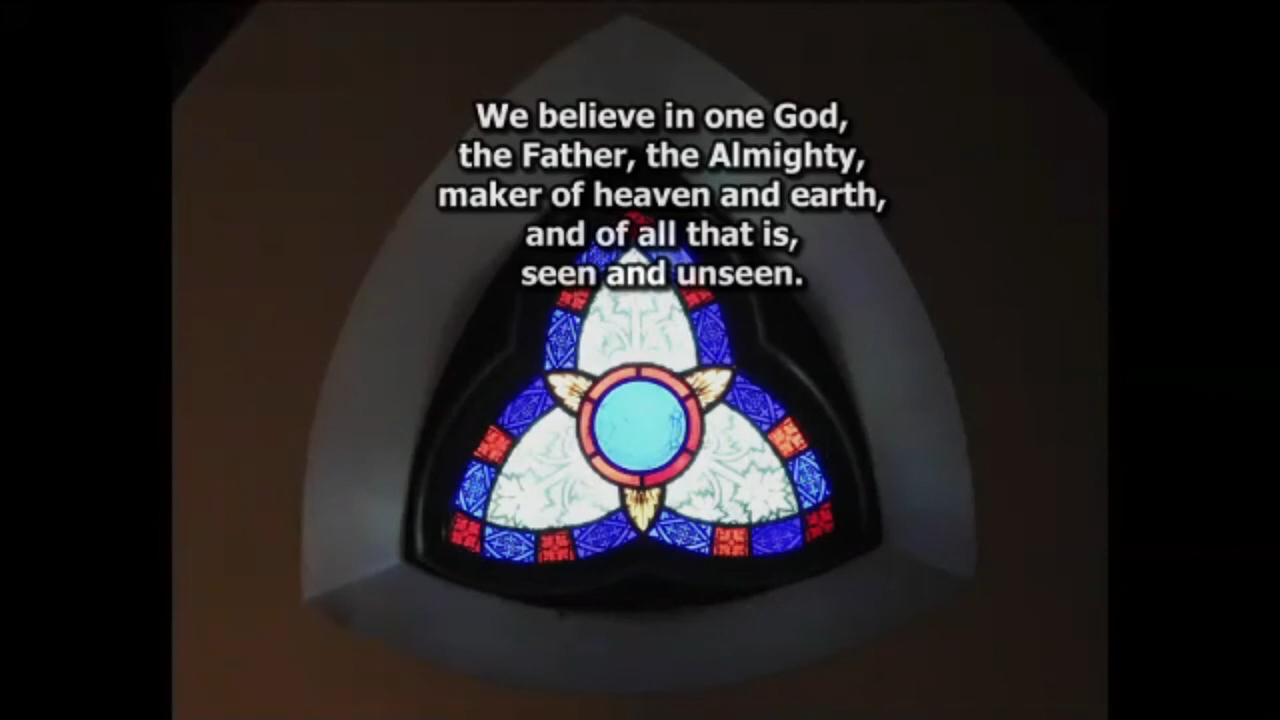 We believe in one God,
the Father, the Almighty,
maker of heaven and earth,
and of all that is,
seen and unseen.